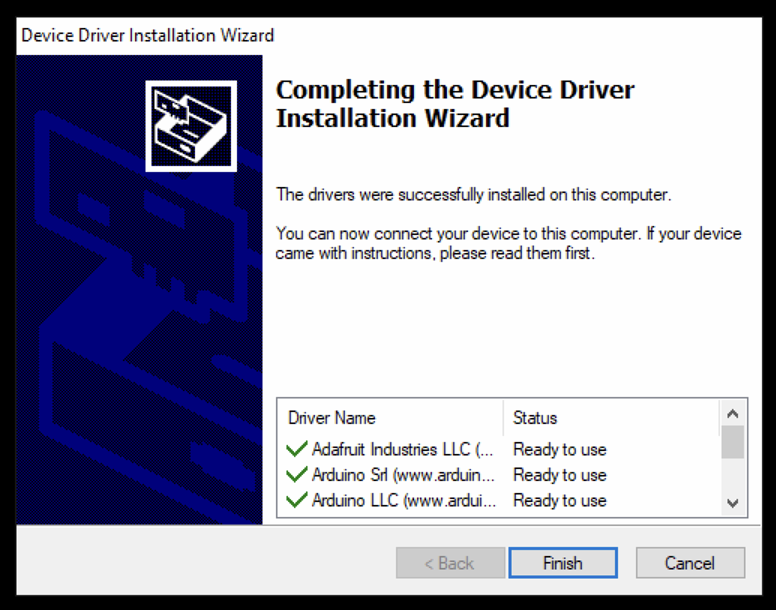 Device Driver Installation Wizard
Completing the Device Driver
Installation Wizard
The drivers were successfully installed on this computer.
You can now connect your device to this computer. If your device
came with instructions, please read them first.
Driver Name Status
Adafruit Industries LLC (... Ready to use
Arduino Srl (www.arduin... Ready to use
Arduino LLC (www.ardui... Ready to use
< Back Finish Cancel